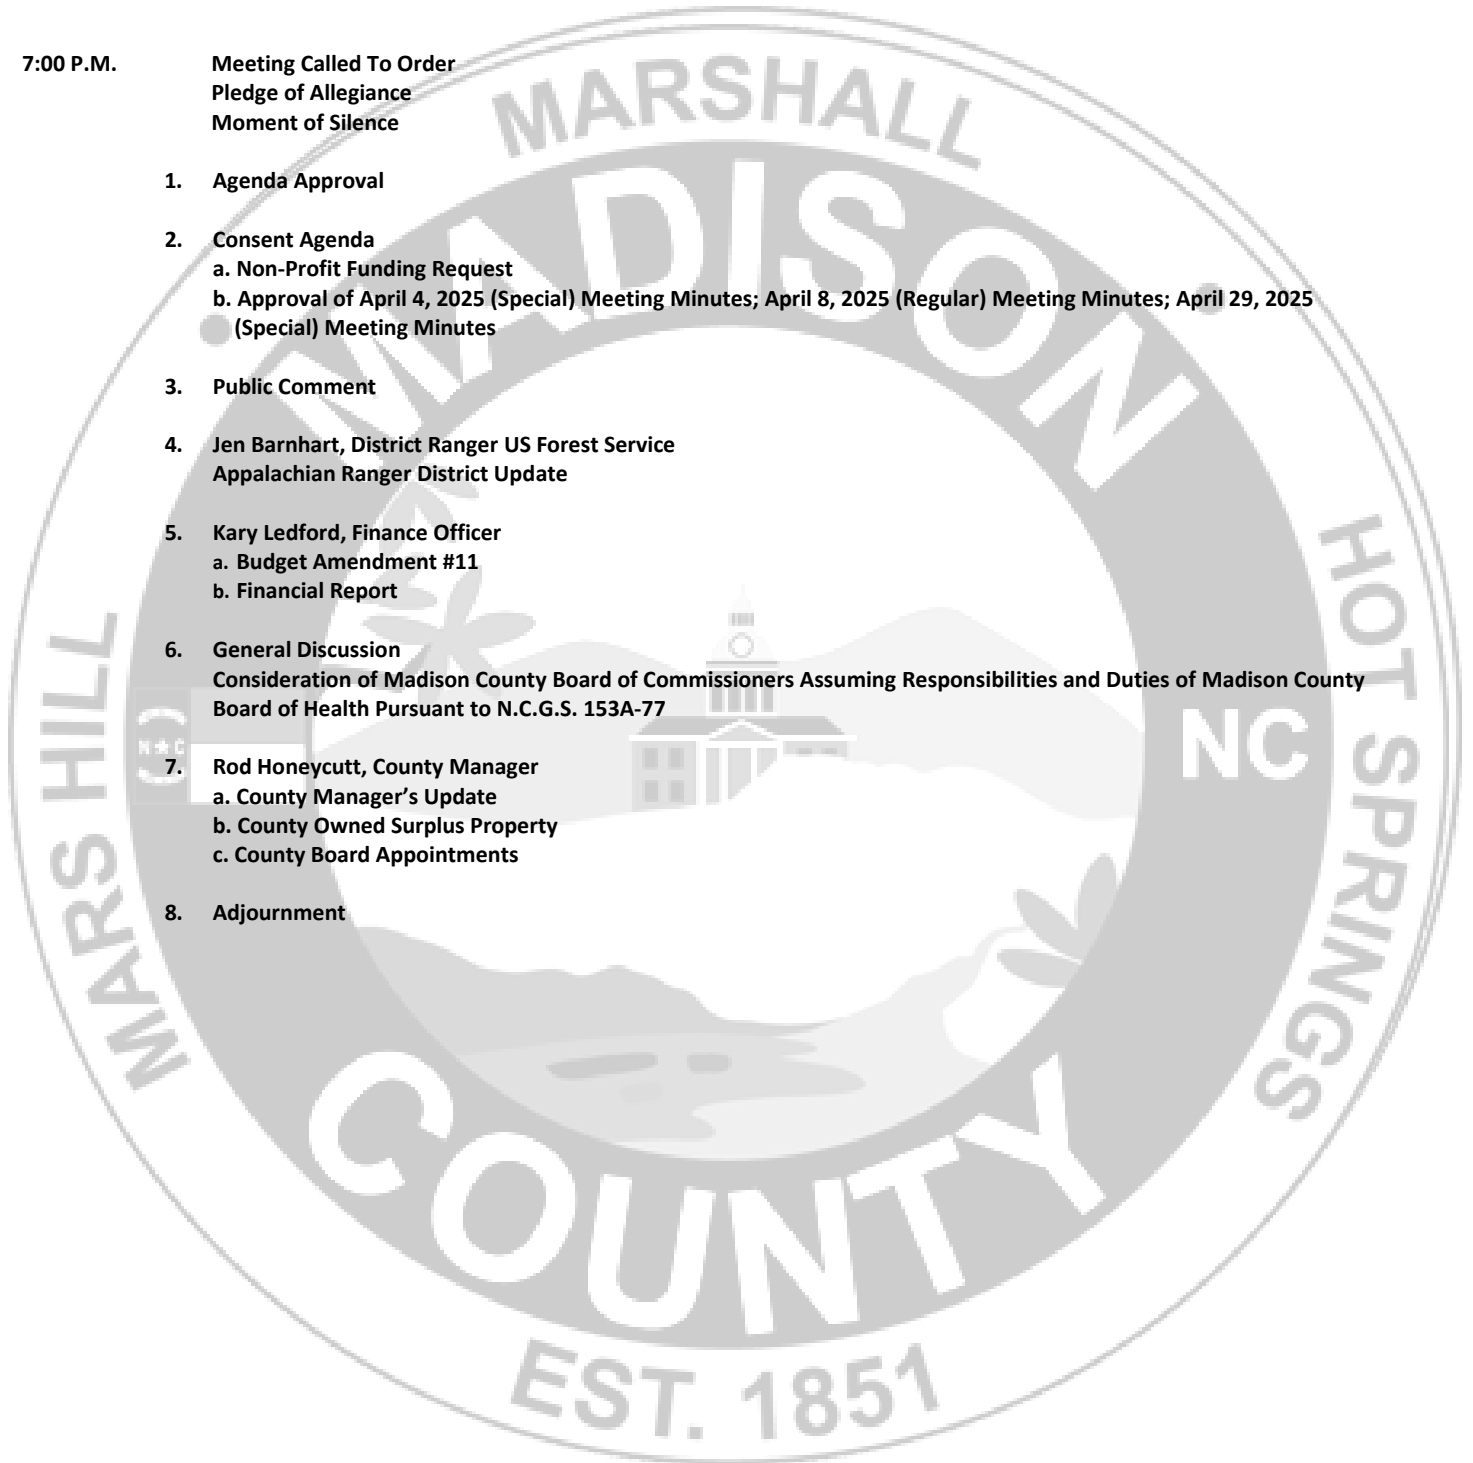 7:00 P.M. Meeting Called To Order
Pledge of Allegiance
Moment of Silence
1. Agenda Approval
2. Consent Agenda
a. Non-Profit Funding Request
b. Approval of April 4, 2025 (Special) Meeting Minutes; April 8, 2025 (Regular) Meeting Minutes; April 29, 2025
(Special) Meeting Minutes
3. Public Comment
4. Jen Barnhart, District Ranger US Forest Service
Appalachian Ranger District Update
5. Kary Ledford, Finance Officer
a. Budget Amendment #11
b. Financial Report
6. General Discussion
Consideration of Madison County Board of Commissioners Assuming Responsibilities and Duties of Madison County
Board of Health Pursuant to N.C.G.S. 153A-77
7. Rod Honeycutt, County Manager
a. County Manager’s Update
b. County Owned Surplus Property
c. County Board Appointments
8. Adjournment
MARSHALL
MADISON
HOT SPRINGS
MARS HILL
N★C
NC
COUNTY
EST. 1851